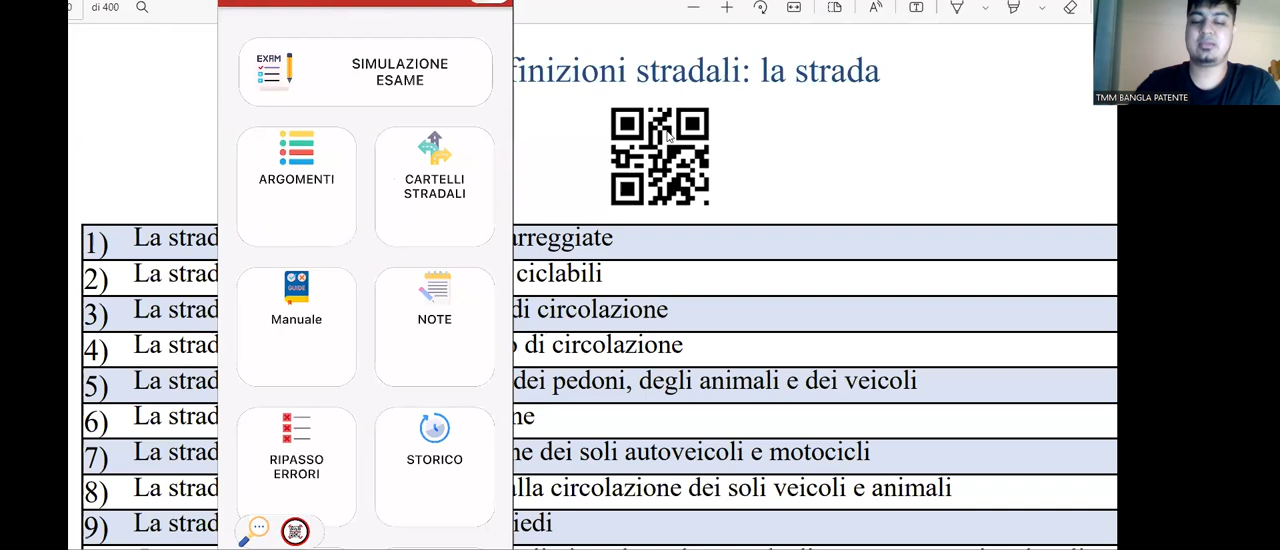 di 400
TMM BANGLA PATENTE
finizioni stradali: la strada
EXAM
SIMULAZIONE
ESAME
ARGOMENTI
CARTELLI
STRADALI
GUIDE
Manuale
NOTE
RIPASSO
ERRORI
STORICO
1) La strad arreggiate
2) La strad ciclabili
3) La strad di circolazione
4) La strad di circolazione
5) La strad dei pedoni, degli animali e dei veicoli
6) La strad ne
7) La strad ne dei soli autoveicoli e motocicli
8) La strad alla circolazione dei soli veicoli e animali
9) La strad iedi